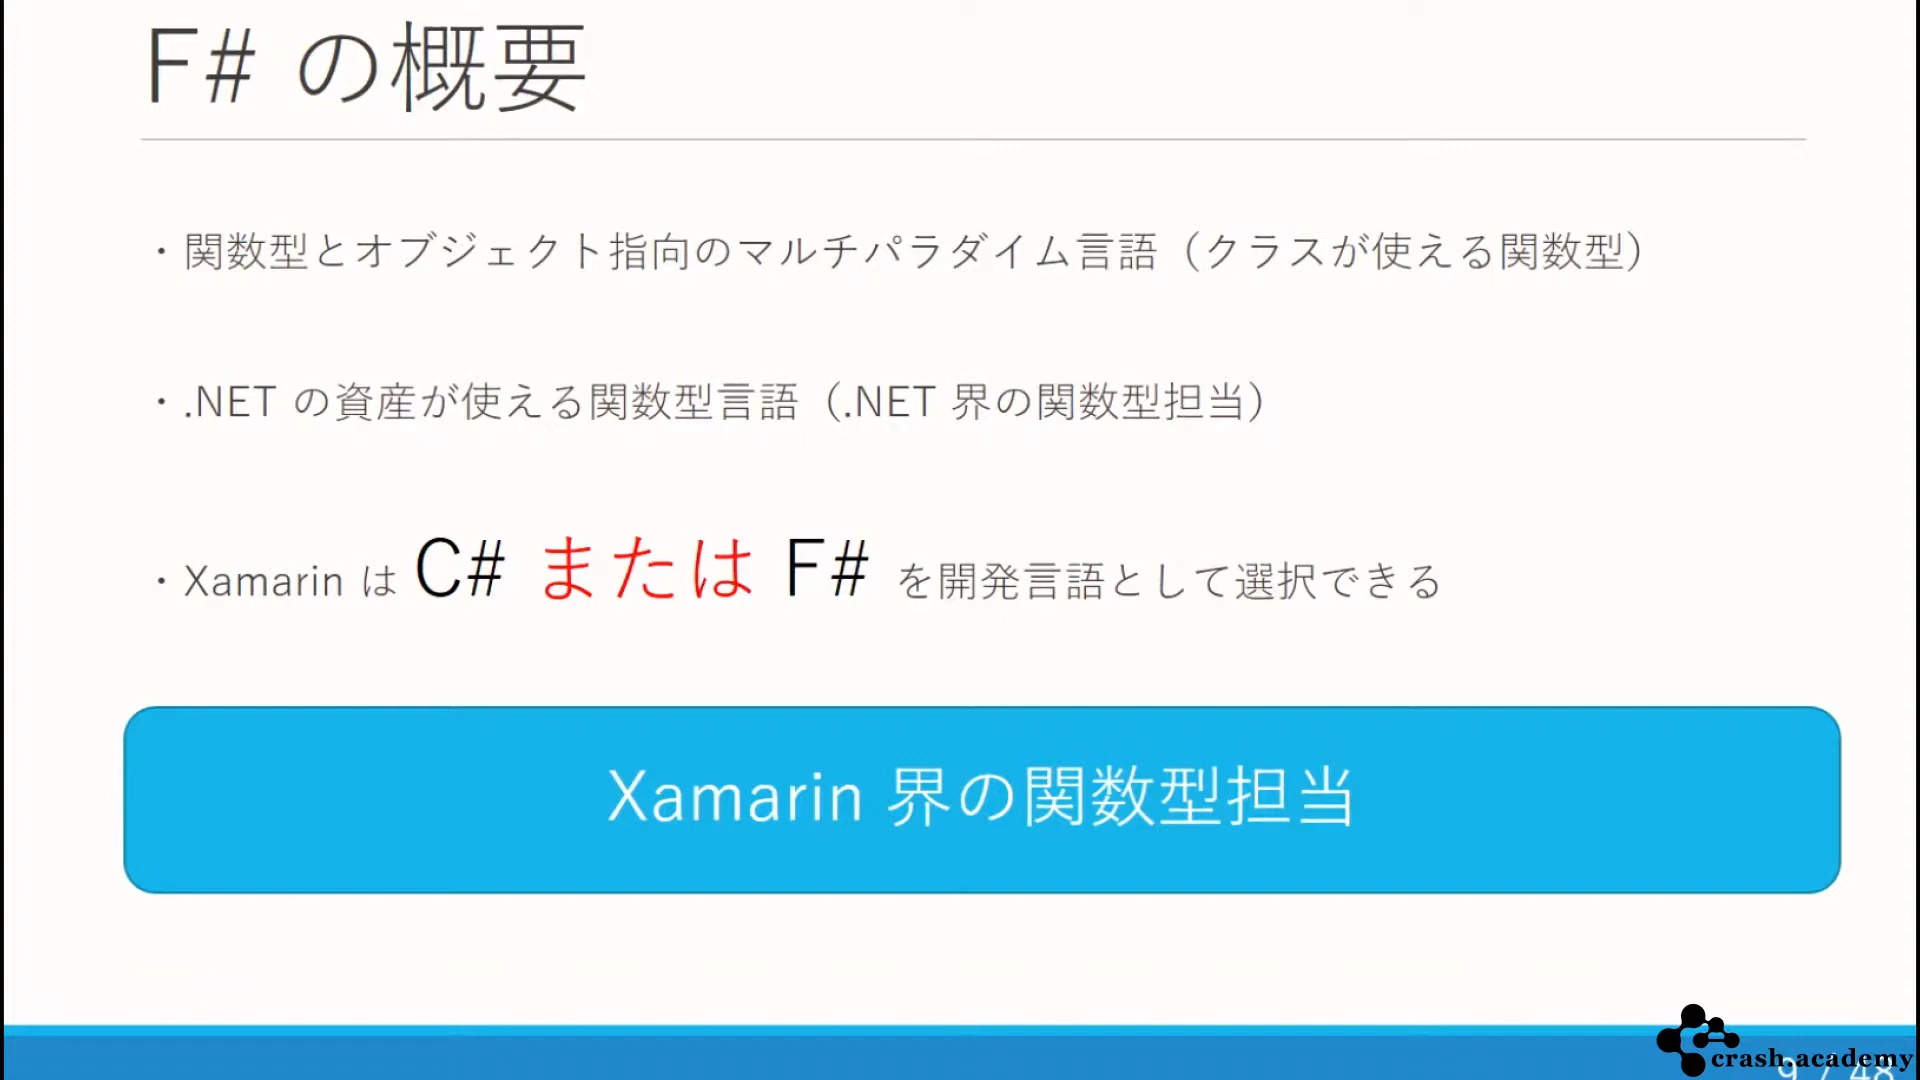 F# の概要
・関数型とオブジェクト指向のマルチパラダイム言語（クラスが使える関数型）
・.NET の資産が使える関数型言語（.NET 界の関数型担当）
・Xamarin は C# または F# を開発言語として選択できる
Xamarin 界の関数型担当
crash.academy
9 / 48